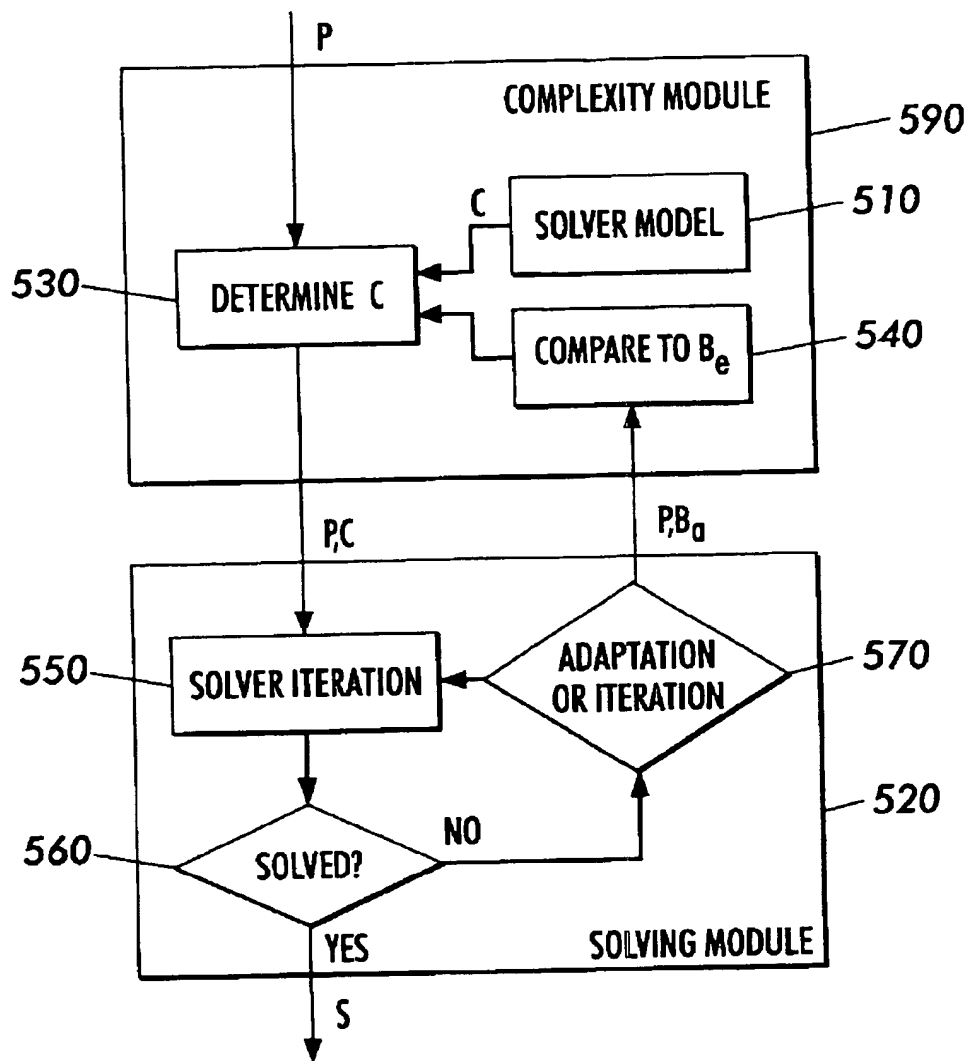 P
COMPLEXITY MODULE
590
C
SOLVER MODEL
510
530
DETERMINE C
COMPARE TO Be
540
P,C
P,Ba
550
SOLVER ITERATION
ADAPTATION
OR ITERATION
570
520
560
SOLVED?
NO
YES
SOLVING MODULE
S